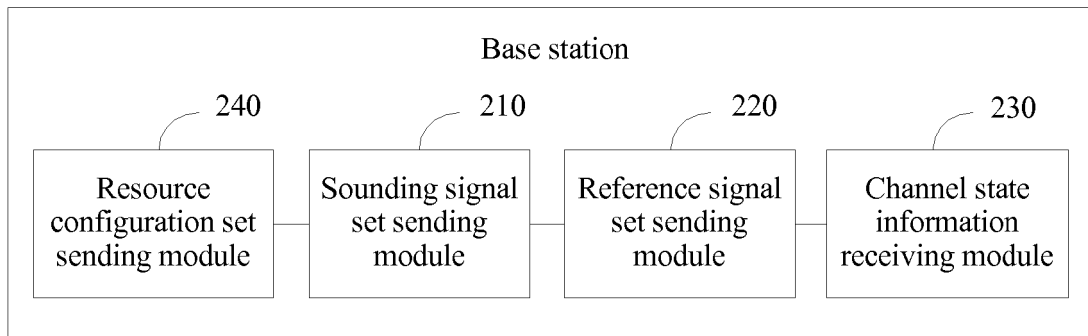 Base station
240
210
220
230
Resource
configuration set
sending module
Sounding signal
set sending
module
Reference signal
set sending
module
Channel state
information
receiving module